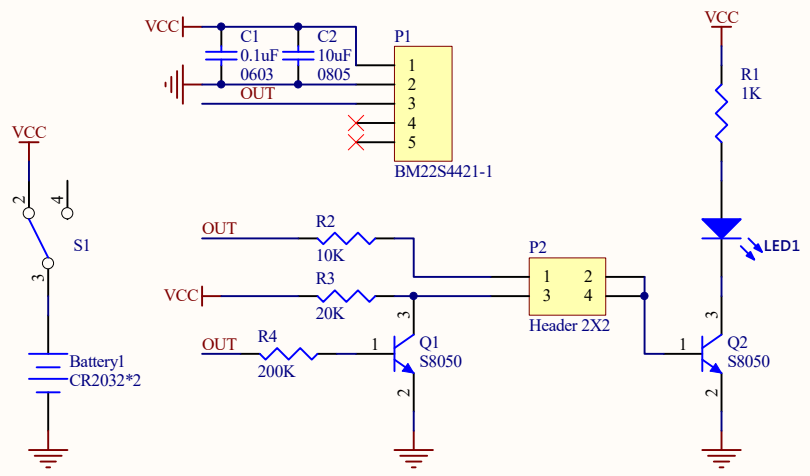 VCC
C1
0.1uF
0603
C2
10uF
0805
OUT
P1
1
2
3
4
5
BM22S4421-1
VCC
R1
1K
LED1
VCC
2
4
S1
3
Battery1
CR2032*2
OUT
R2
10K
VCC
R3
20K
OUT
R4
200K
1
3
2
Q1
S8050
P2
1 2
3 4
Header 2X2
1
3
2
Q2
S8050